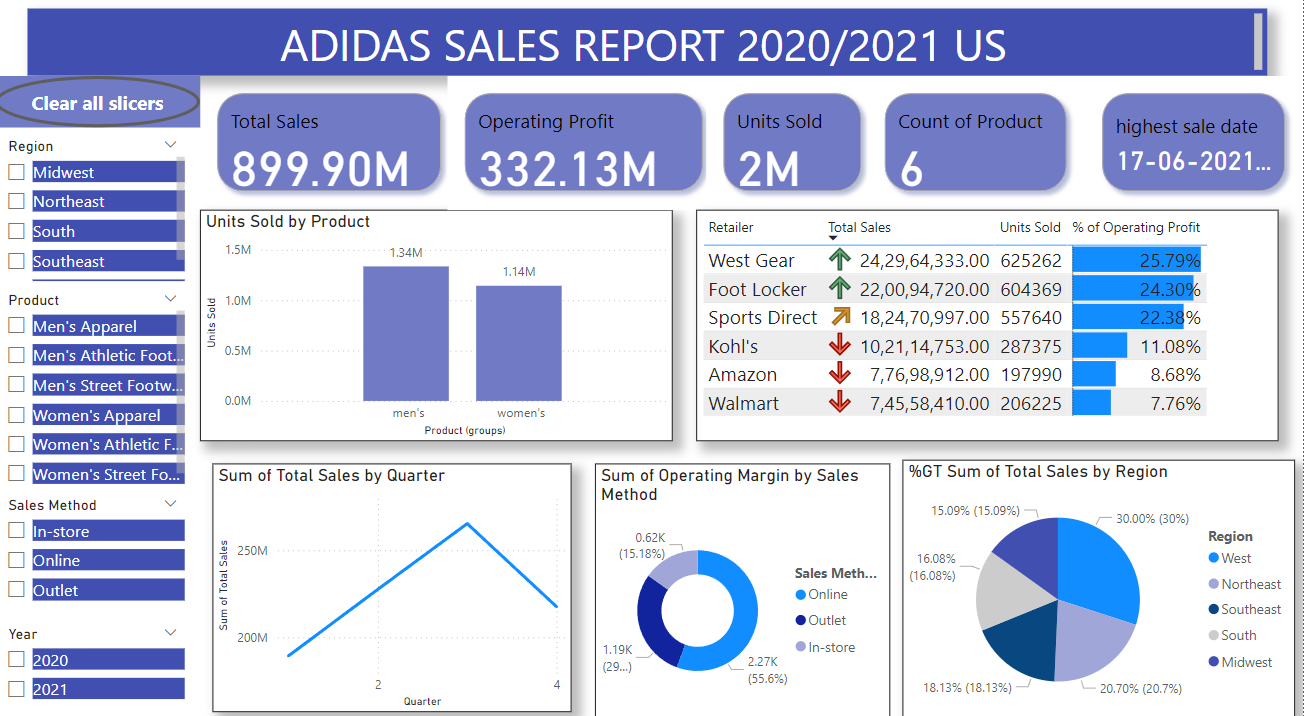 ADIDAS SALES REPORT 2020/2021 US
Clear all slicers
Total Sales
899.90M
Operating Profit
332.13M
Units Sold
2M
Count of Product
6
highest sale date
17-06-2021...
Region
Midwest
Northeast
South
Southeast
Product
Men's Apparel
Men's Athletic Foot...
Men's Street Footw...
Women's Apparel
Women's Athletic F...
Women's Street Fo...
Sales Method
In-store
Online
Outlet
Year
2020
2021
Units Sold by Product
Units Sold
1.5M
1.0M
0.5M
0.0M
1.34M
1.14M
men's
women's
Product (groups)
Retailer Total Sales Units Sold % of Operating Profit
West Gear 24,29,64,333.00 625262 25.79%
Foot Locker 22,00,94,720.00 604369 24.30%
Sports Direct 18,24,70,997.00 557640 22.38%
Kohl's 10,21,14,753.00 287375 11.08%
Amazon 7,76,98,912.00 197990 8.68%
Walmart 7,45,58,410.00 206225 7.76%
Sum of Total Sales by Quarter
Sum of Total Sales
250M
200M
2 4
Quarter
Sum of Operating Margin by Sales
Method
0.62K
(15.18%)
1.19K
(29...)
2.27K
(55.6%)
Sales Meth...
Online
Outlet
In-store
%GT Sum of Total Sales by Region
15.09% (15.09%)
30.00% (30%)
16.08%
(16.08%)
18.13% (18.13%)
20.70% (20.7%)
Region
West
Northeast
Southeast
South
Midwest